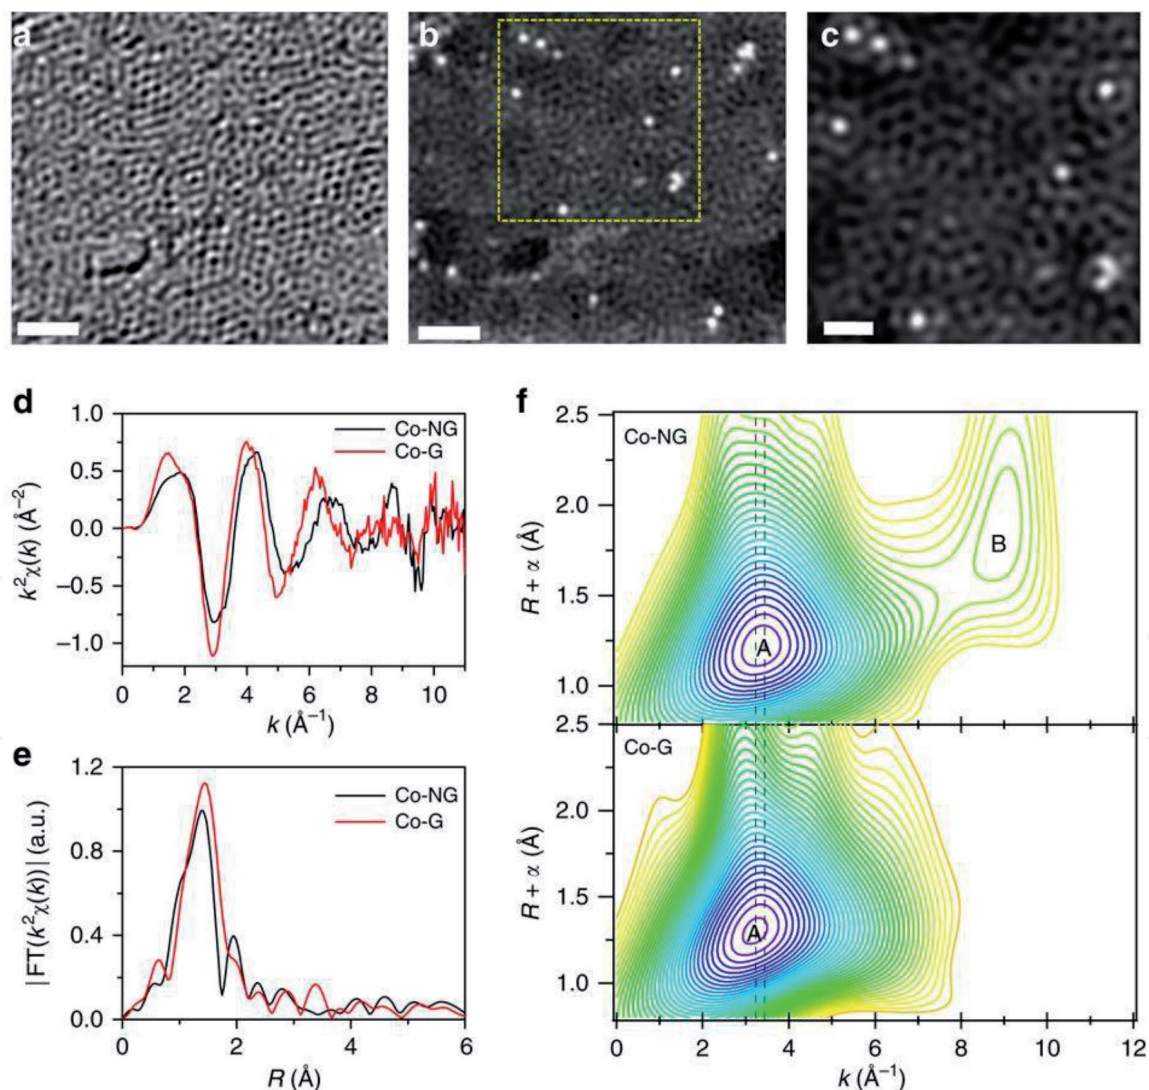 a
b
c
d
1.0
0.5
0.0
−0.5
−1.0
k²χ(k) (Å⁻²)
Co-NG
Co-G
0 2 4 6 8 10
k (Å⁻¹)
e
1.2
0.8
0.4
0.0
|FT(k²χ(k))| (a.u.)
Co-NG
Co-G
0 2 4 6
R (Å)
f
Co-NG
2.5
2.0
1.5
1.0
R + α (Å)
A
B
Co-G
2.5
2.0
1.5
1.0
R + α (Å)
A
0 2 4 6 8 10 12
k (Å⁻¹)